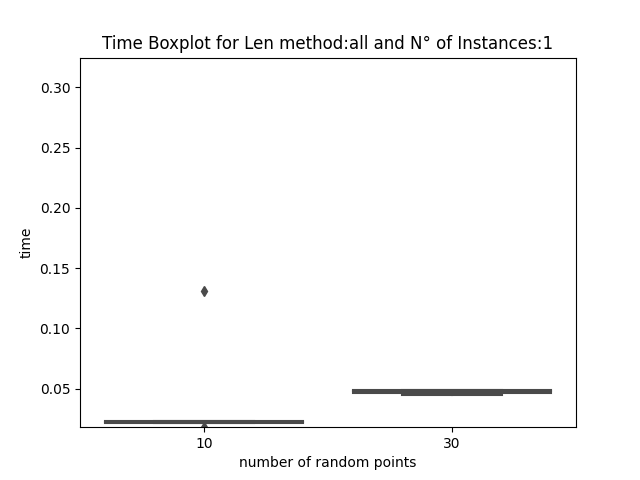 Time Boxplot for Len method:all and N° of Instances:1
0.30
0.25
0.20
0.15
0.10
0.05
time
10 30
number of random points